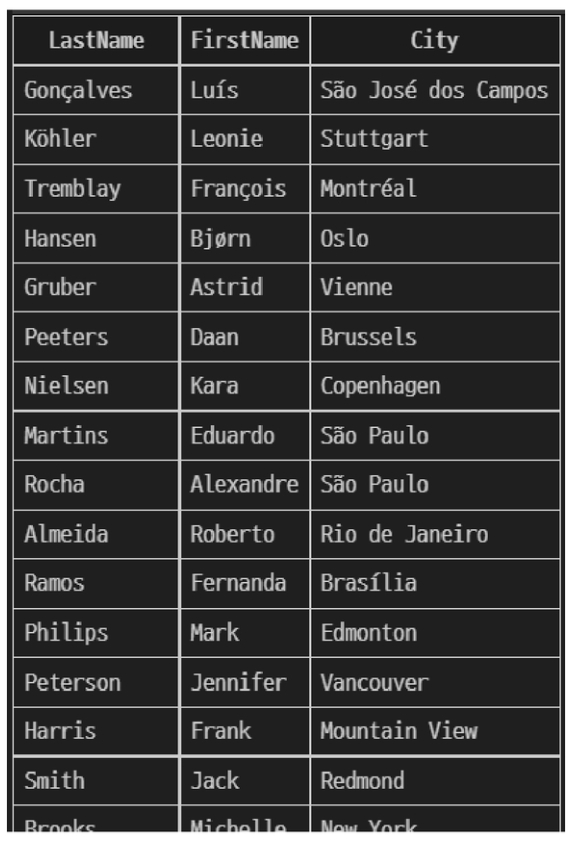 LastName FirstName City
Gonçalves Luís São José dos Campos
Köhler Leonie Stuttgart
Tremblay François Montréal
Hansen Bjørn Oslo
Gruber Astrid Vienne
Peeters Daan Brussels
Nielsen Kara Copenhagen
Martins Eduardo São Paulo
Rocha Alexandre São Paulo
Almeida Roberto Rio de Janeiro
Ramos Fernanda Brasília
Philips Mark Edmonton
Peterson Jennifer Vancouver
Harris Frank Mountain View
Smith Jack Redmond
Brooks Michelle New York